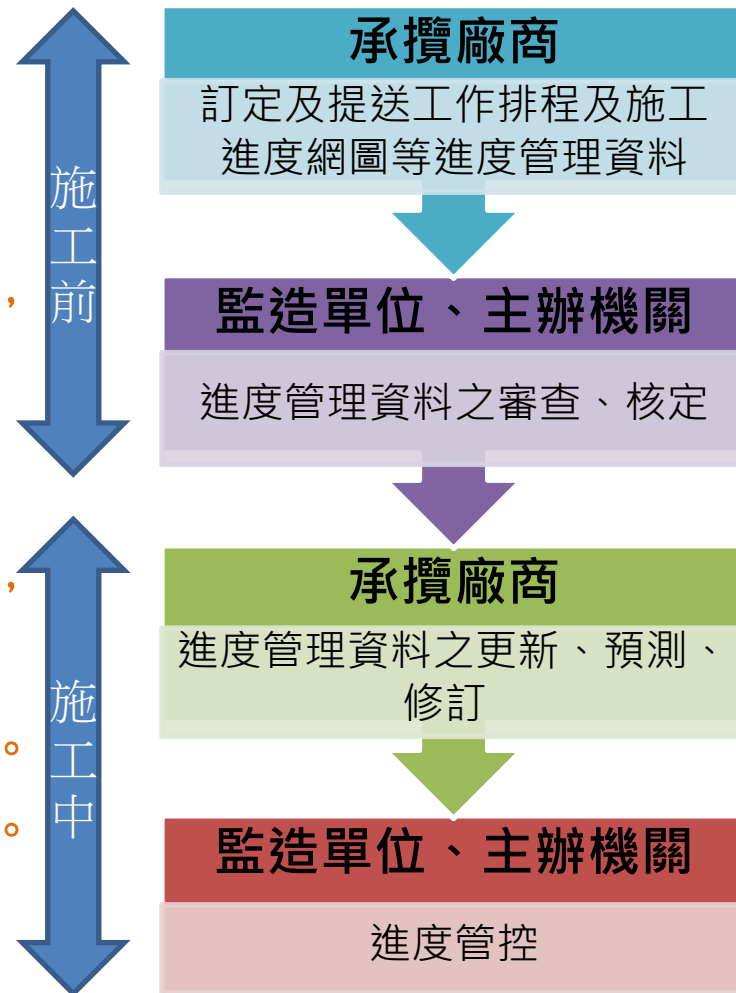 施工前
承攬廠商
訂定及提送工作排程及施工
進度網圖等進度管理資料
，
監造單位、主辦機關
進度管理資料之審查、核定
施工中
，
承攬廠商
進度管理資料之更新、預測、
修訂
。
。
監造單位、主辦機關
進度管控